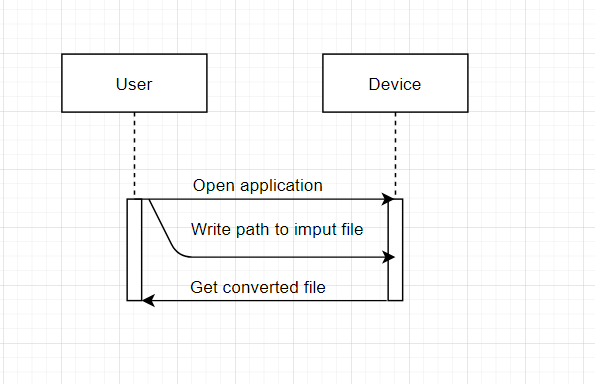 User
Device
Open application
Write path to imput file
Get converted file